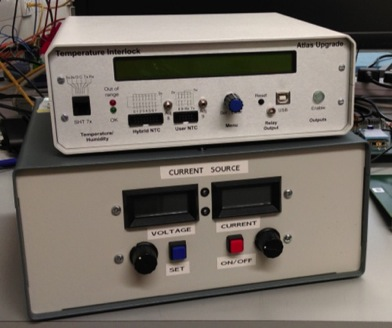 Temperature Interlock
Atlas Upgrade
Out of
range
OK
SHT 7x
Temperature/
Humidity
Hybrid NTC
User NTC
Menu
Reset
USB
Relay
Output
Enable
Outputs
CURRENT SOURCE
VOLTAGE
CURRENT
SET
ON/OFF